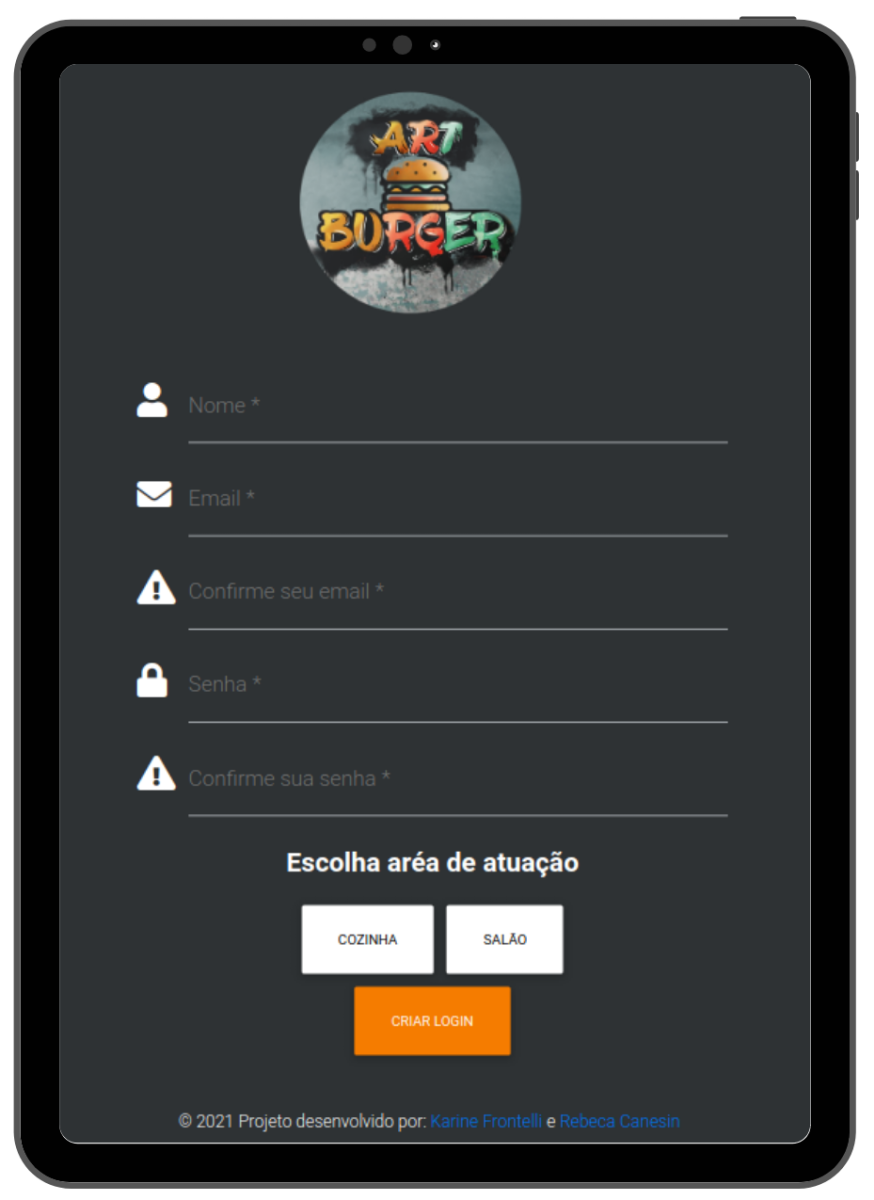 ART
BURGER
Nome *
Email *
Confirme seu email *
Senha *
Confirme sua senha *
Escolha aréa de atuação
COZINHA SALÃO
CRIAR LOGIN
© 2021 Projeto desenvolvido por: Karine Frontelli e Rebeca Canesin